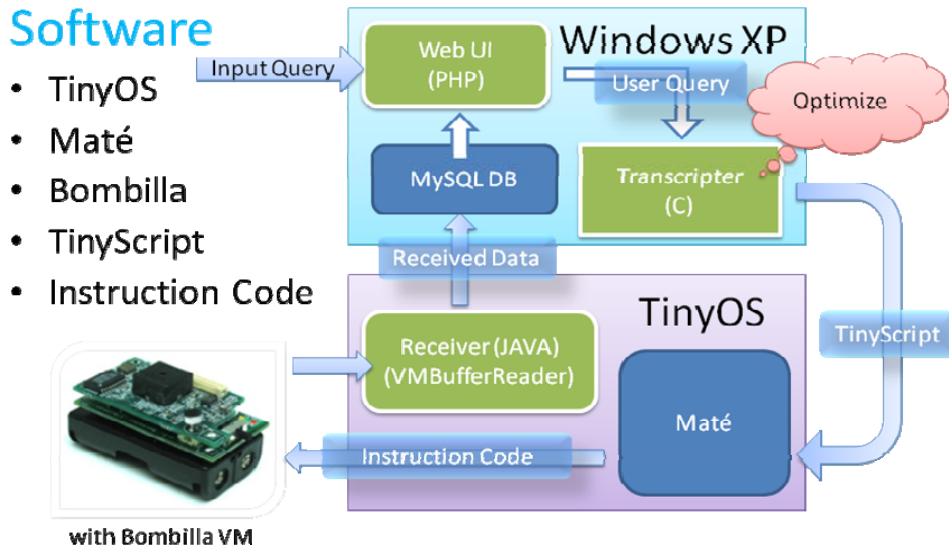 Software
• TinyOS
• Maté
• Bombilla
• TinyScript
• Instruction Code
Input Query
Web UI
(PHP)
Windows XP
User Query
Optimize
MySQL DB
Transcripter
(C)
Received Data
TinyOS
TinyScript
Receiver (JAVA)
(VMBufferReader)
Maté
Instruction Code
with Bombilla VM